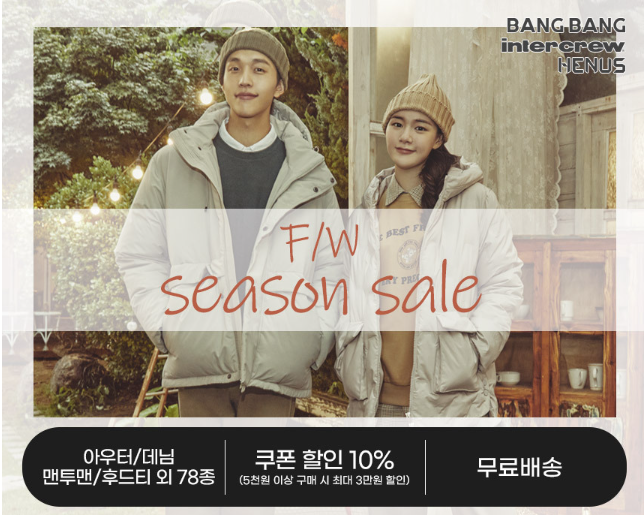 BANG BANG
intercrew
HENUS
F/W
season sale
아우터/데님
맨투맨/후드티 외 78종
쿠폰 할인 10%
(5천원 이상 구매 시 최대 3만원 할인)
무료배송